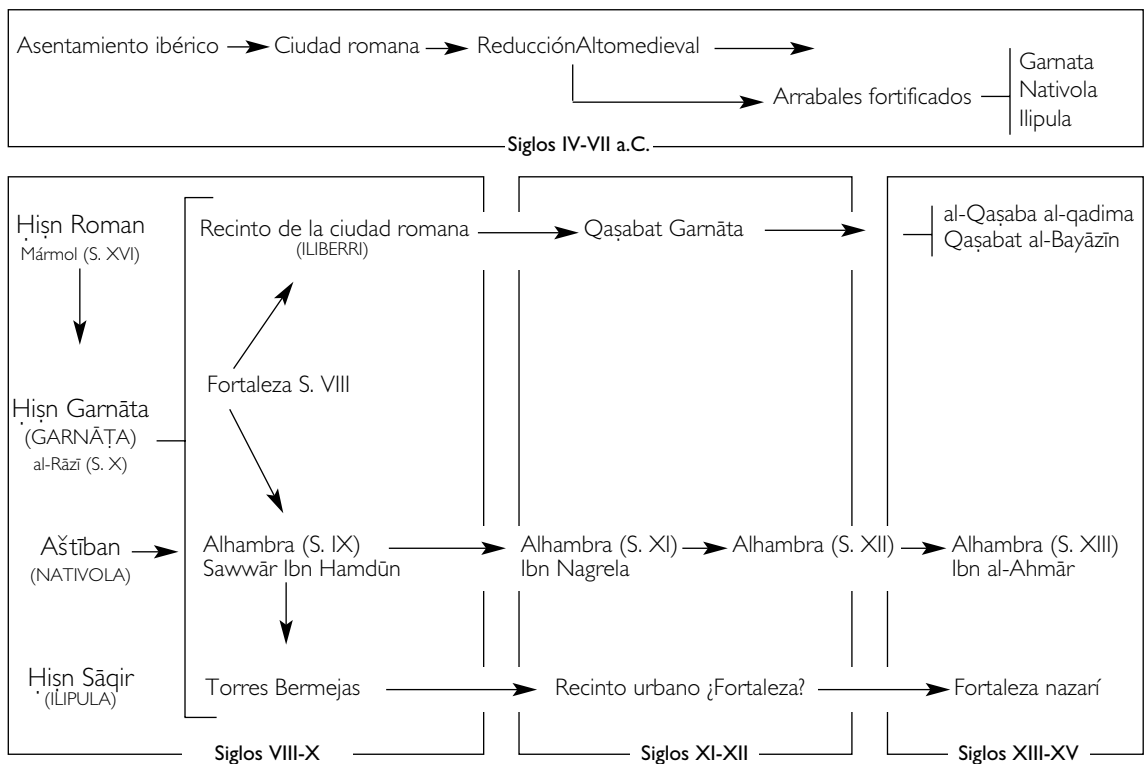 Asentamiento ibérico Ciudad romana ReducciónAltomedieval
Arrabales fortificados
Garnata
Nativola
Ilipula
Siglos IV-VII a.C.
Ḥiṣn Roman
Mármol (S. XVI)
Ḥiṣn Garnāta
(GARNĀṬA)
al-Rāzī (S. X)
Aštīban
(NATIVOLA)
Ḥiṣn Sāqir
(ILIPULA)
Recinto de la ciudad romana
(ILIBERRI)
Fortaleza S. VIII
Alhambra (S. IX)
Sawwār Ibn Hamdūn
Torres Bermejas
Siglos VIII-X
Qaṣabat Garnāta
Alhambra (S. XI) Alhambra (S. XII)
Ibn Nagrela
Recinto urbano ¿Fortaleza?
Siglos XI-XII
al-Qaṣaba al-qadima
Qaṣabat al-Bayāzīn
Alhambra (S. XIII)
Ibn al-Ahmār
Fortaleza nazarí
Siglos XIII-XV